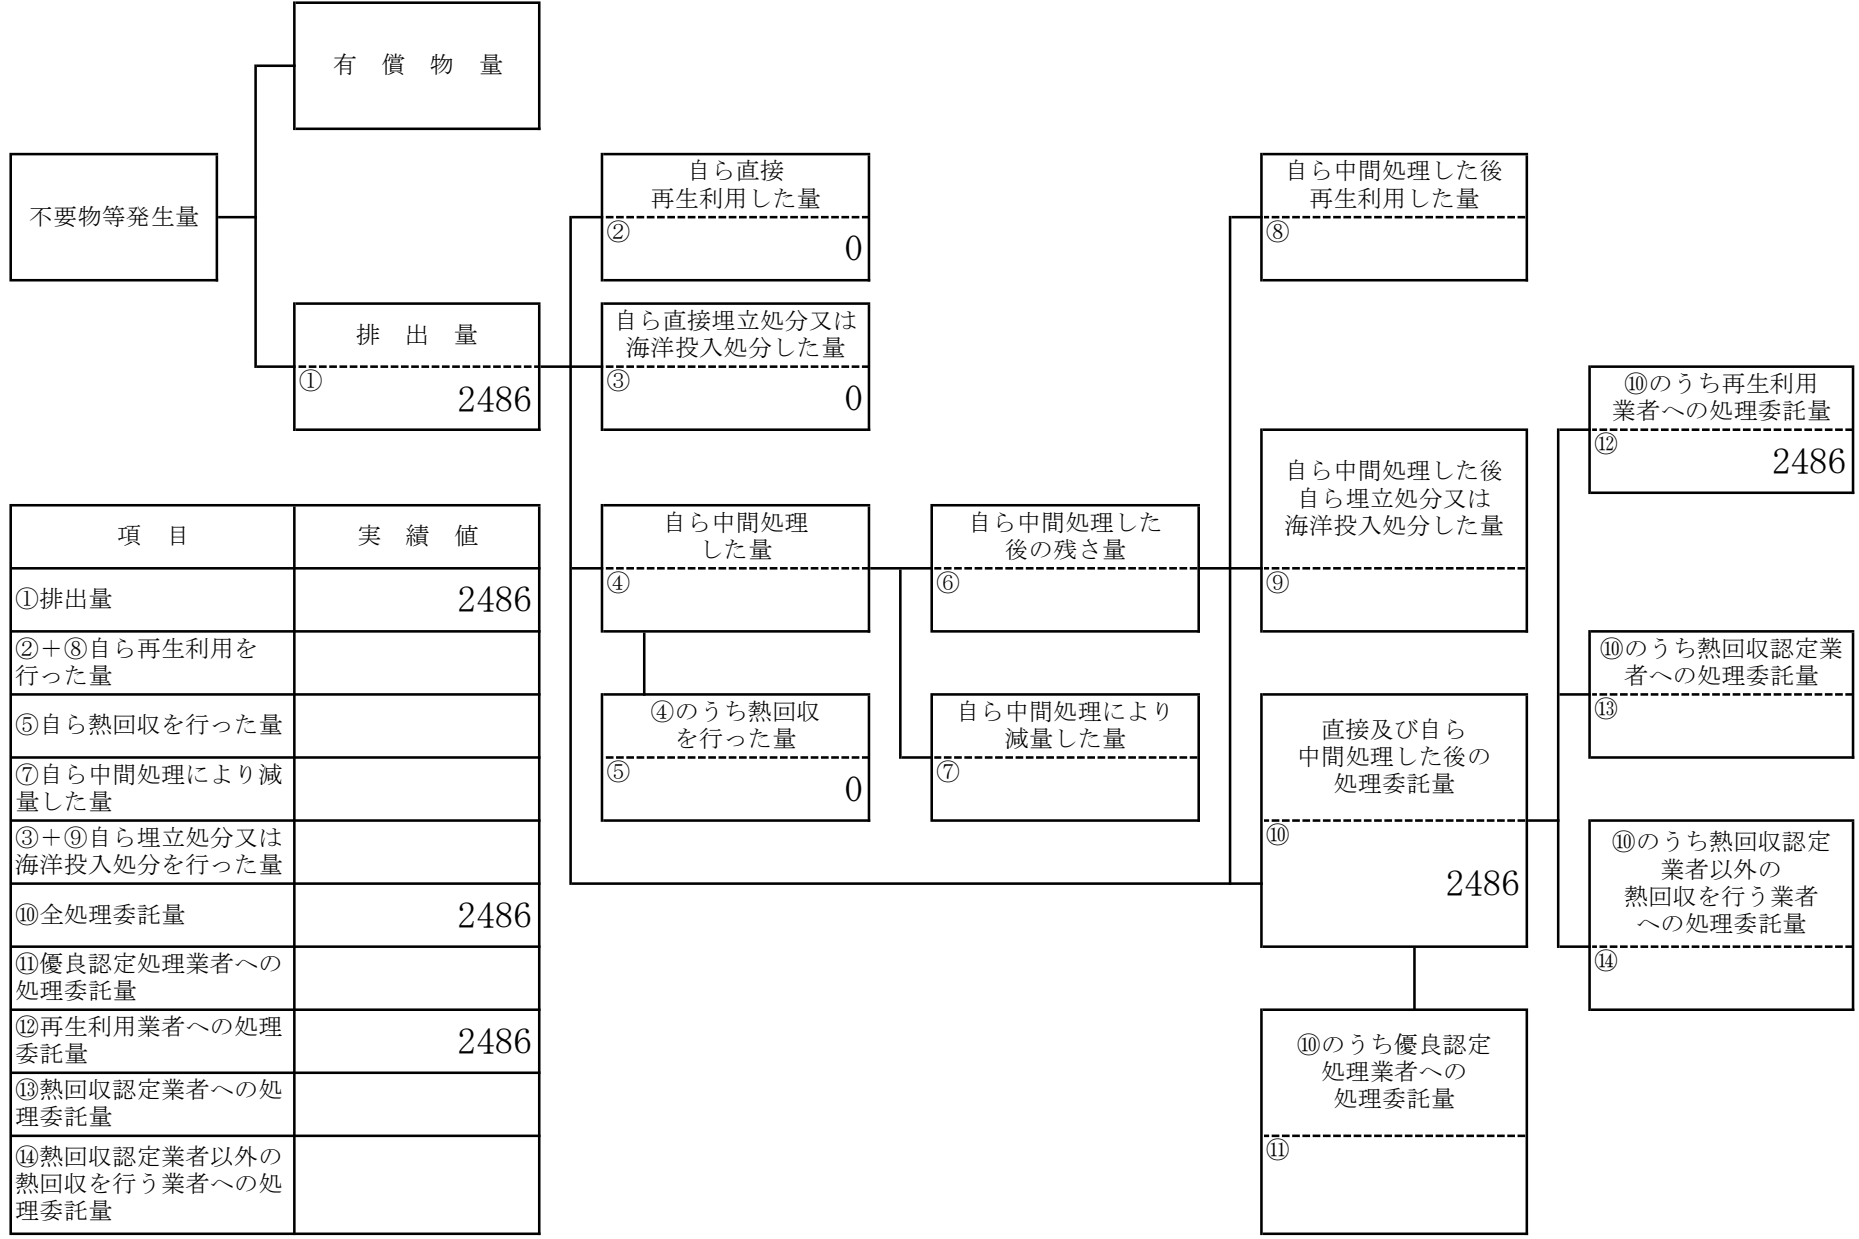 有　償　物　量
不要物等発生量
排　出　量
①
2486
自ら直接
再生利用した量
②
0
自ら直接埋立処分又は
海洋投入処分した量
③
0
自ら中間処理
した量
④
④のうち熱回収
を行った量
⑤
0
自ら中間処理した
後の残さ量
⑥
自ら中間処理により
減量した量
⑦
自ら中間処理した後
再生利用した量
⑧
自ら中間処理した後
自ら埋立処分又は
海洋投入処分した量
⑨
直接及び自ら
中間処理した後の
処理委託量
⑩
2486
⑩のうち優良認定
処理業者への
処理委託量
⑪
⑩のうち再生利用
業者への処理委託量
⑫
2486
⑩のうち熱回収認定業
者への処理委託量
⑬
⑩のうち熱回収認定
業者以外の
熱回収を行う業者
への処理委託量
⑭
項　目　実　績　値
①排出量　2486
②＋⑧自ら再生利用を
行った量
⑤自ら熱回収を行った量
⑦自ら中間処理により減
量した量
③＋⑨自ら埋立処分又は
海洋投入処分を行った量
⑩全処理委託量　2486
⑪優良認定処理業者への
処理委託量
⑫再生利用業者への処理
委託量　2486
⑬熱回収認定業者への処
理委託量
⑭熱回収認定業者以外の
熱回収を行う業者への処
理委託量